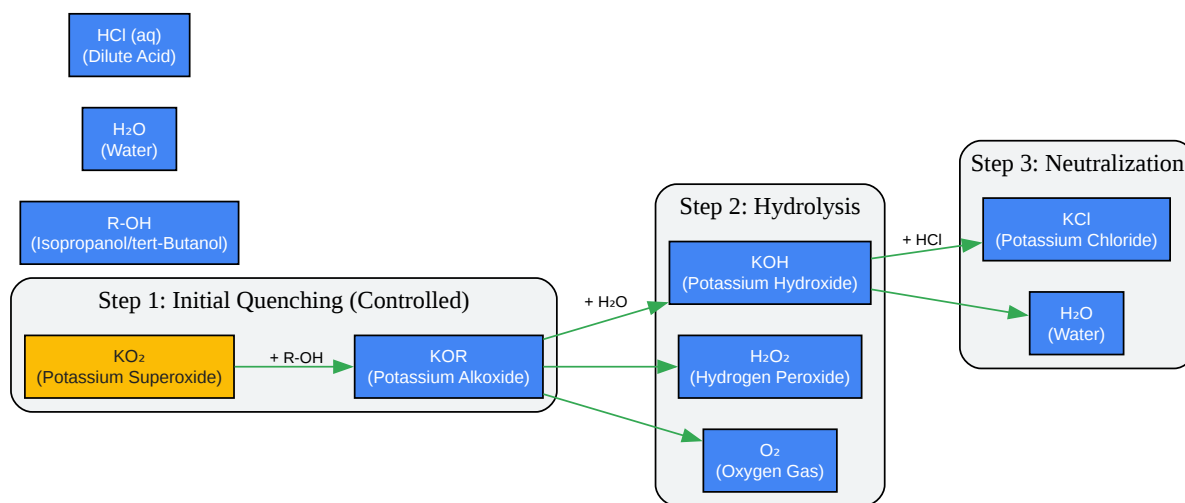 HCl (aq)
(Dilute Acid)
H₂O
(Water)
R-OH
(Isopropanol/tert-Butanol)
Step 1: Initial Quenching (Controlled)
KO₂
(Potassium Superoxide)
+ R-OH
KOR
(Potassium Alkoxide)
+ H₂O
Step 2: Hydrolysis
KOH
(Potassium Hydroxide)
H₂O₂
(Hydrogen Peroxide)
O₂
(Oxygen Gas)
+ HCl
Step 3: Neutralization
KCl
(Potassium Chloride)
H₂O
(Water)